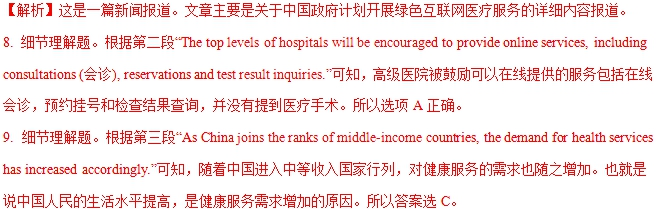 【解析】这是一篇新闻报道。文章主要是关于中国政府计划开展绿色互联网医疗服务的详细内容报道。
8. 细节理解题。根据第二段“The top levels of hospitals will be encouraged to provide online services, including
consultations (会诊), reservations and test result inquiries.”可知，高级医院被鼓励可以在线提供的服务包括在线
会诊，预约挂号和检查结果查询，并没有提到医疗手术。所以选项 A 正确。
9. 细节理解题。根据第三段“As China joins the ranks of middle-income countries, the demand for health services
has increased accordingly.”可知，随着中国进入中等收入国家行列，对健康服务的需求也随之增加。也就是
说中国人民的生活水平提高，是健康服务需求增加的原因。所以答案选 C。